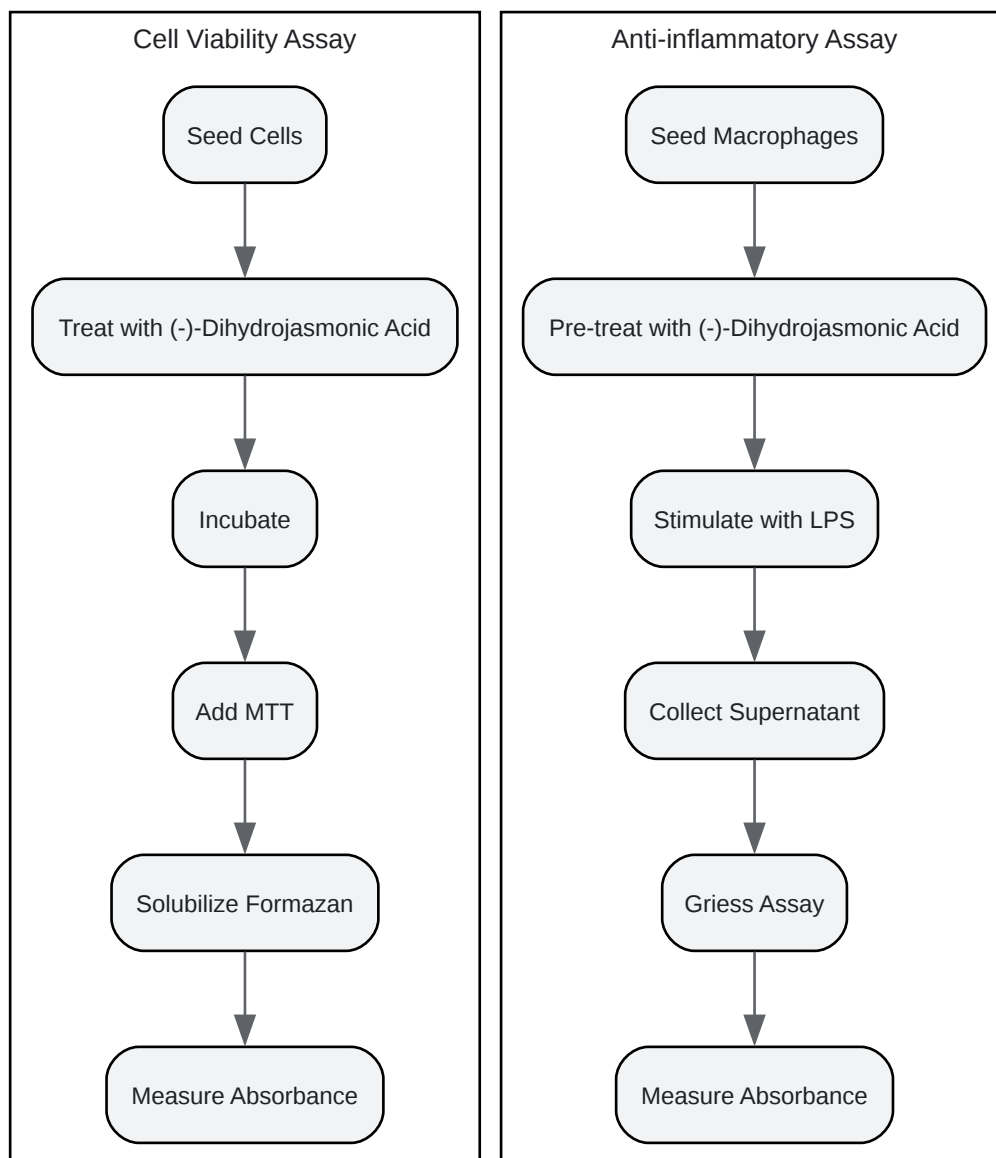 Cell Viability Assay
Seed Cells
Treat with (-)-Dihydrojasmonic Acid
Incubate
Add MTT
Solubilize Formazan
Measure Absorbance
Anti-inflammatory Assay
Seed Macrophages
Pre-treat with (-)-Dihydrojasmonic Acid
Stimulate with LPS
Collect Supernatant
Griess Assay
Measure Absorbance